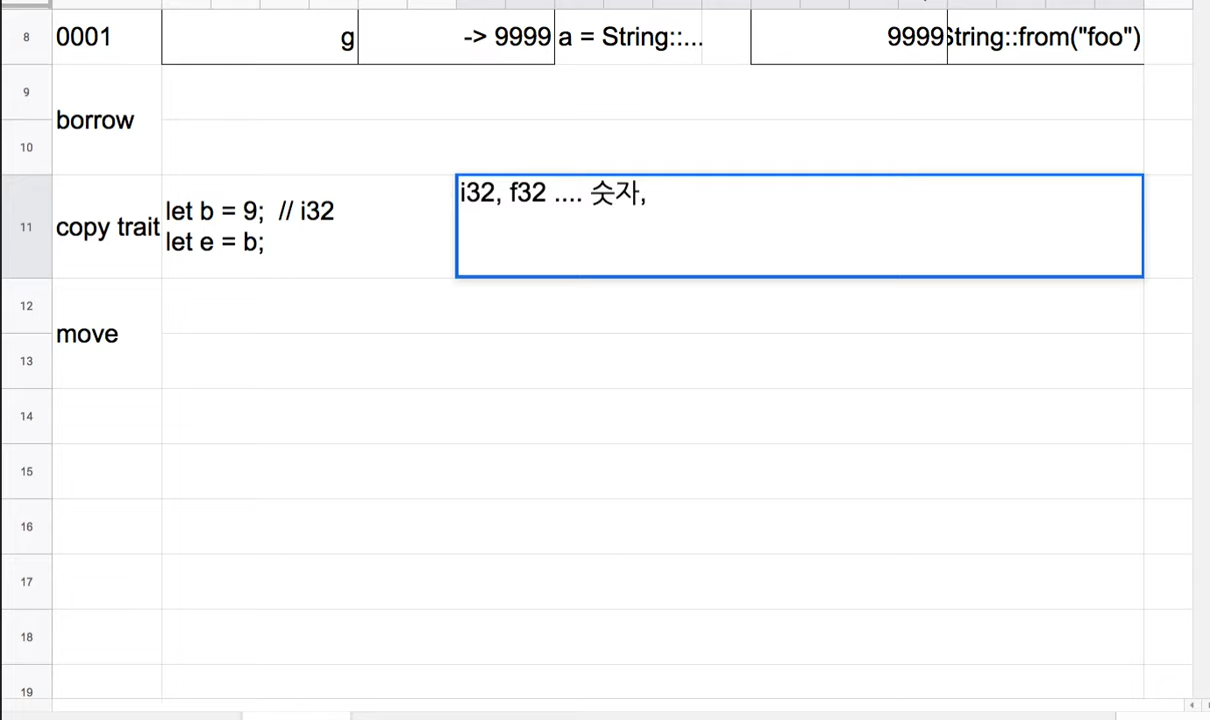 8 0001 g -> 9999 a = String::... 9999 String::from("foo")
9
borrow
10
11 copy trait
let b = 9;  // i32
let e = b;
i32, f32 .... 숫자,
12
move
13
14
15
16
17
18
19